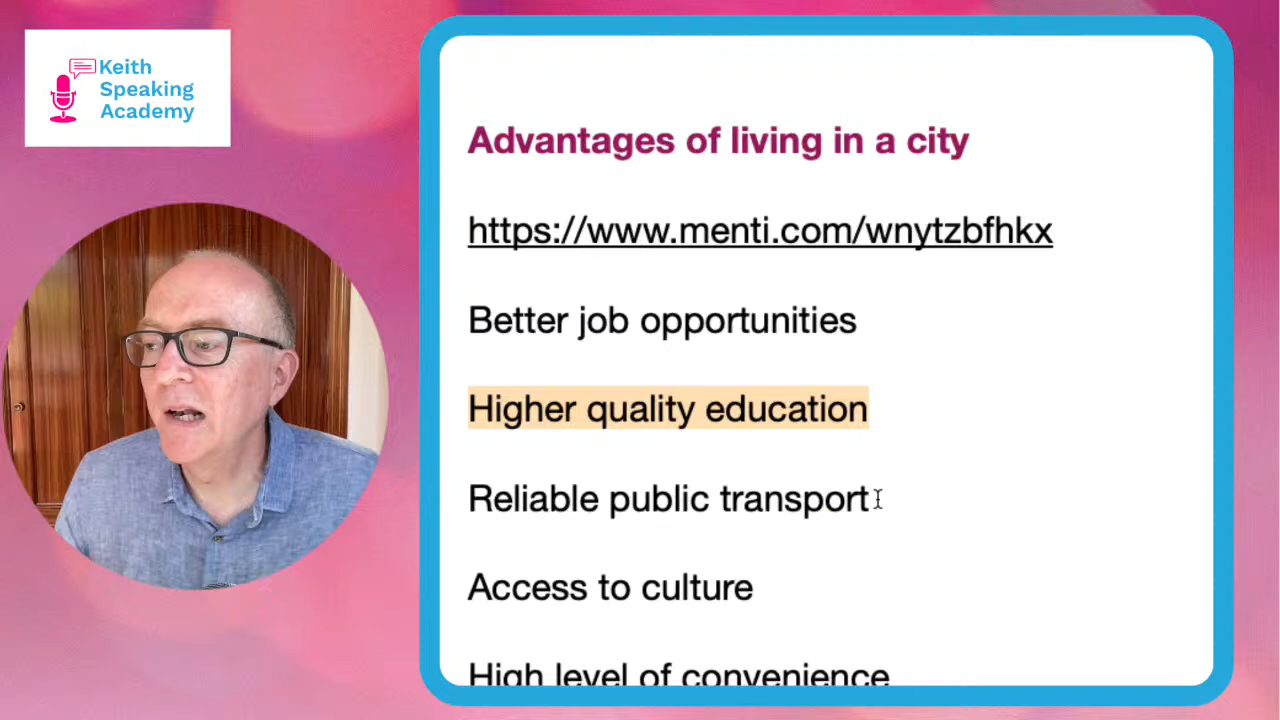 Keith
Speaking
Academy
Advantages of living in a city
https://www.menti.com/wnytzbfhkx
Better job opportunities
Higher quality education
Reliable public transport
Access to culture
High level of convenience